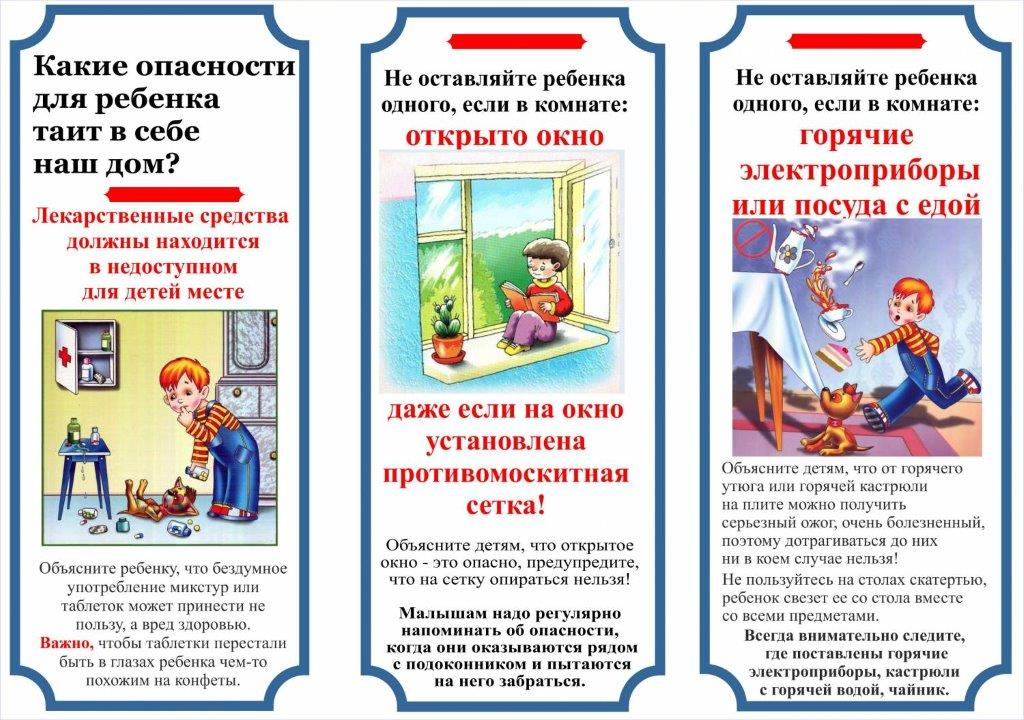 Какие опасности
для ребенка
таит в себе
наш дом?
Лекарственные средства
должны находится
в недоступном
для детей месте
Объясните ребенку, что бездумное
употребление микстур или
таблеток может принести не
пользу, а вред здоровью.
Важно, чтобы таблетки перестали
быть в глазах ребенка чем-то
похожим на конфеты.
Не оставляйте ребенка
одного, если в комнате:
открыто окно
даже если на окно
установлена
противомоскитная
сетка!
Объясните детям, что открытое
окно - это опасно, предупредите,
что на сетку опираться нельзя!
Малышам надо регулярно
напоминать об опасности,
когда они оказываются рядом
с подоконником и пытаются
на него забраться.
Не оставляйте ребенка
одного, если в комнате:
горячие
электроприборы
или посуда с едой
Объясните детям, что от горячего
утюга или горячей кастрюли
на плите можно получить
серьезный ожог, очень болезненный,
поэтому дотрагиваться до них
ни в коем случае нельзя!
Не пользуйтесь на столах скатертью,
ребенок свезет ее со стола вместе
со всеми предметами.
Всегда внимательно следите,
где поставлены горячие
электроприборы, кастрюли
с горячей водой, чайник.